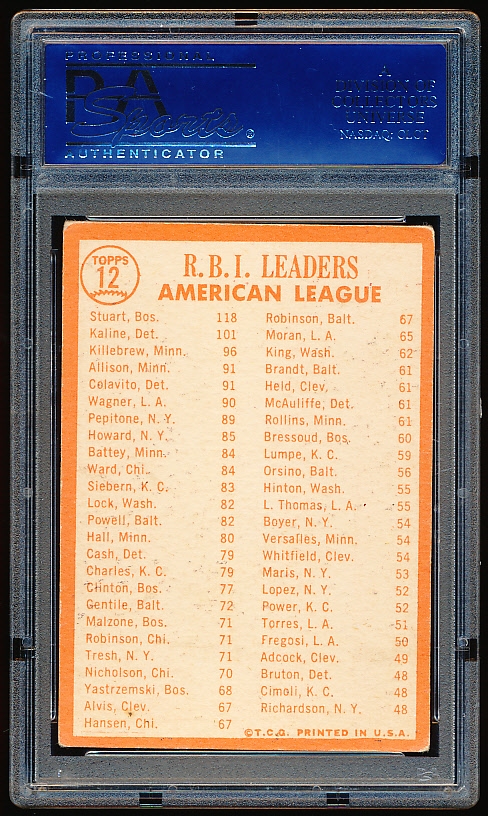 PROFESSIONAL
PSA
Sports
®
AUTHENTICATOR
A
DIVISION OF
COLLECTORS
UNIVERSE
NASDAQ: CLCT
TOPPS
12
R.B.I. LEADERS
AMERICAN LEAGUE
Stuart, Bos. 118
Kaline, Det. 101
Killebrew, Minn. 96
Allison, Minn. 91
Colavito, Det. 91
Wagner, L. A. 90
Pepitone, N. Y. 89
Howard, N. Y. 85
Battey, Minn. 84
Ward, Chi. 84
Siebern, K. C. 83
Lock, Wash. 82
Powell, Balt. 82
Hall, Minn. 80
Cash, Det. 79
Charles, K. C. 79
Clinton, Bos. 77
Gentile, Balt. 72
Malzone, Bos. 71
Robinson, Chi. 71
Tresh, N. Y. 71
Nicholson, Chi. 70
Yastrzemski, Bos. 68
Alvis, Clev. 67
Hansen, Chi. 67
Robinson, Balt. 67
Moran, L. A. 65
King, Wash. 62
Brandt, Balt. 61
Held, Clev. 61
McAuliffe, Det. 61
Rollins, Minn. 61
Bressoud, Bos. 60
Lumpe, K. C. 59
Orsino, Balt. 56
Hinton, Wash. 55
L. Thomas, L. A. 55
Boyer, N. Y. 54
Versalles, Minn. 54
Whitfield, Clev. 54
Maris, N. Y. 53
Lopez, N. Y. 52
Power, K. C. 52
Torres, L. A. 51
Fregosi, L. A. 50
Adcock, Clev. 49
Bruton, Det. 48
Cimoli, K. C. 48
Richardson, N. Y. 48
©T.C.G. PRINTED IN U.S.A.